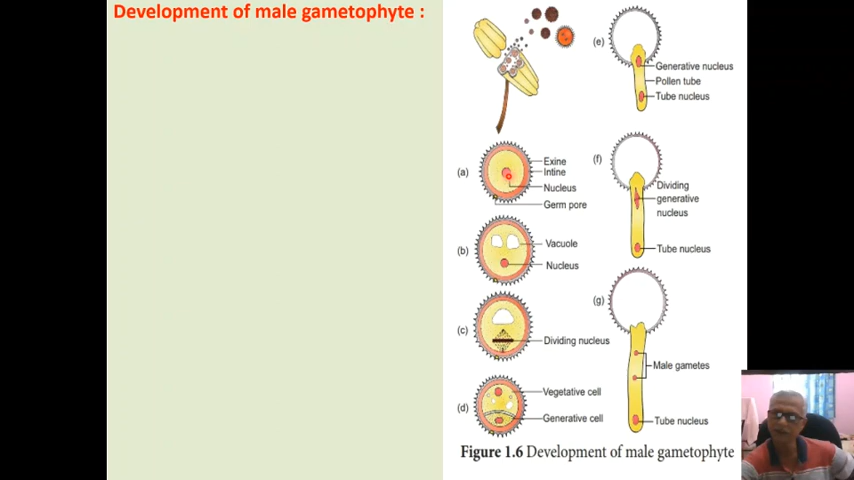 Development of male gametophyte :
(a)
Exine
Intine
Nucleus
Germ pore
(b)
Vacuole
Nucleus
(c)
Dividing nucleus
(d)
Vegetative cell
Generative cell
(e)
Generative nucleus
Pollen tube
Tube nucleus
(f)
Dividing
generative
nucleus
Tube nucleus
(g)
Male gametes
Tube nucleus
Figure 1.6 Development of male gametophyte